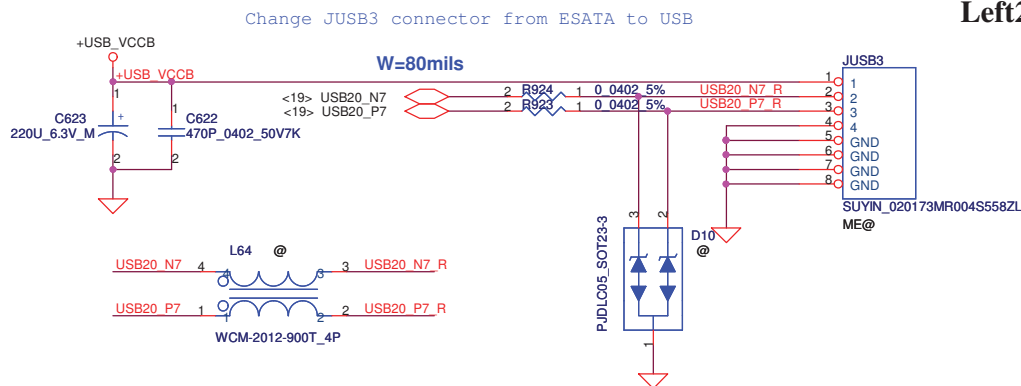 Change JUSB3 connector from ESATA to USB
Left2
+USB_VCCB
+USB_VCCB
W=80mils
JUSB3
<19> USB20_N7
2 R924 1 0_0402_5% USB20_N7_R
<19> USB20_P7
2 R923 1 0_0402_5% USB20_P7_R
1 1
2 2
3 3
4 4
5 GND
6 GND
7 GND
8 GND
SUYIN_020173MR004S558ZL
ME@
1
C623
+
220U_6.3V_M
2
1
C622
470P_0402_50V7K
2
3 2
D10
@
PJDLC05_SOT23-3
1
L64 @
USB20_N7 4 4 3 3 USB20_N7_R
USB20_P7 1 1 2 2 USB20_P7_R
WCM-2012-900T_4P